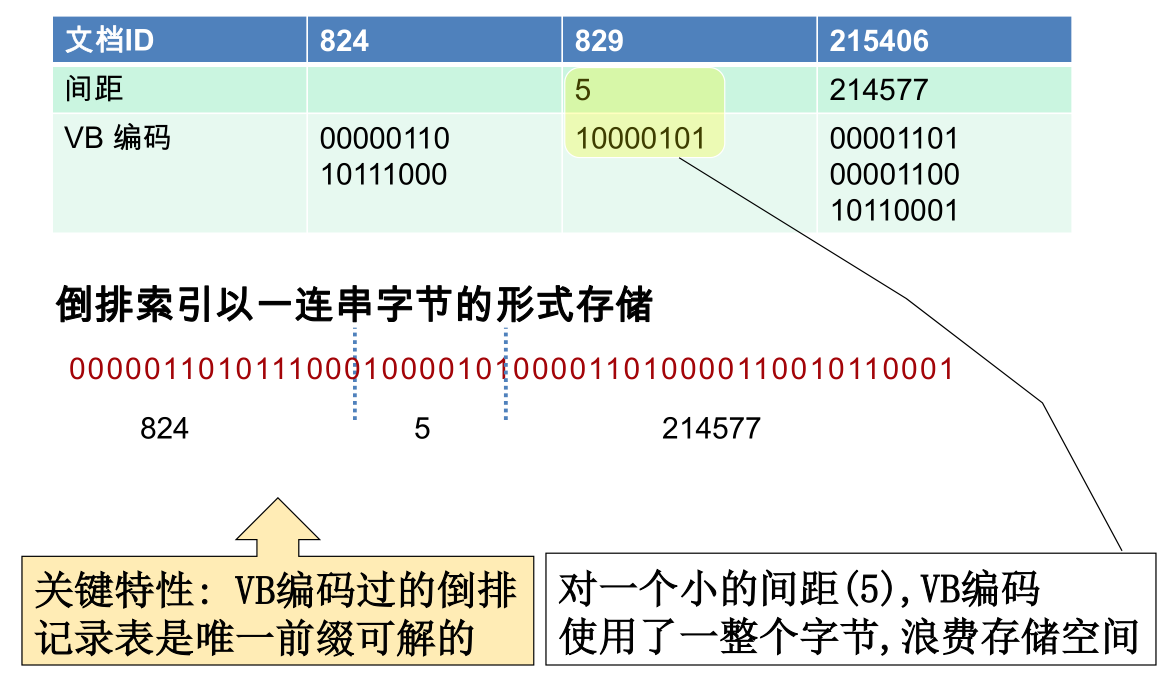 文档ID 824 829 215406
间距 5 214577
VB 编码 00000110 10000101 00001101
10111000 00001100
10110001
倒排索引以一连串字节的形式存储
000001101011100010000101000011010000110010110001
824 5 214577
关键特性: VB编码过的倒排
记录表是唯一前缀可解的
对一个小的间距(5),VB编码
使用了一整个字节,浪费存储空间